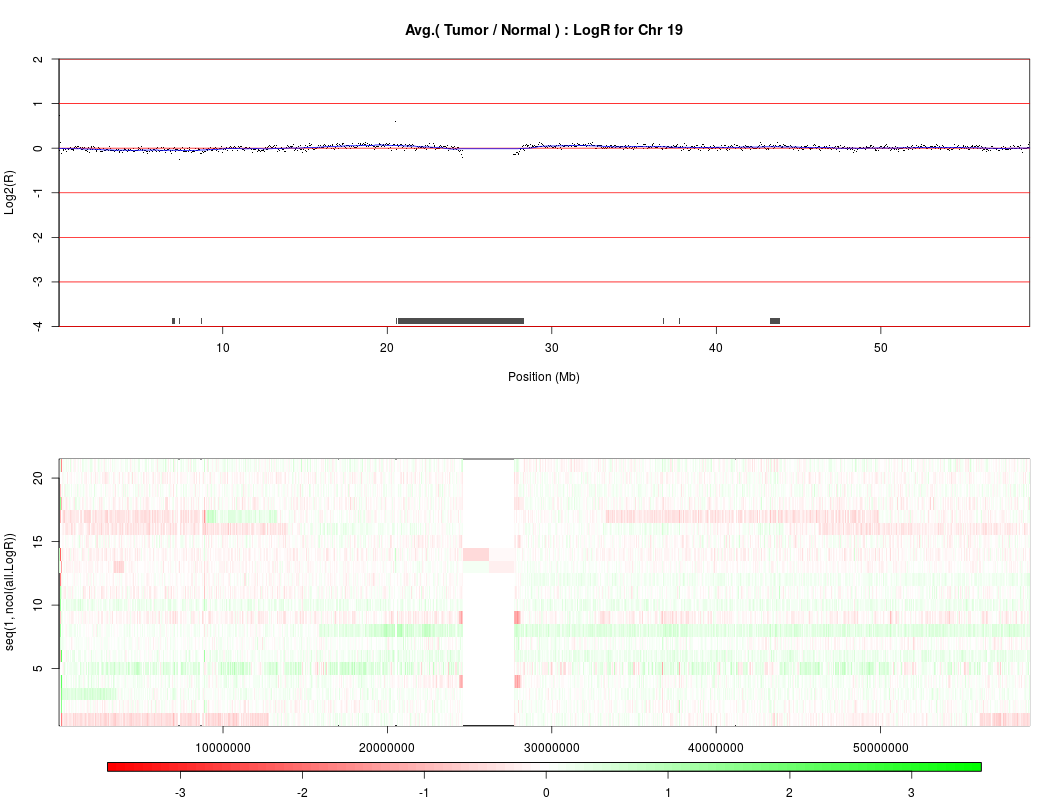 Avg.( Tumor / Normal ) : LogR for Chr 19
Log2(R)
2
1
0
-1
-2
-3
-4
10 20 30 40 50
Position (Mb)
seq(1, ncol(all.LogR))
20
15
10
5
10000000 20000000 30000000 40000000 50000000
-3 -2 -1 0 1 2 3